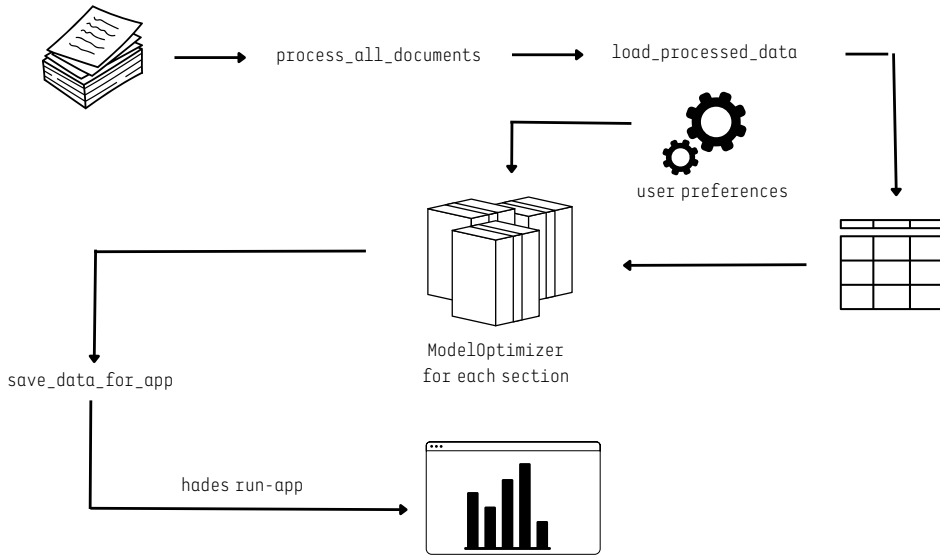 process_all_documents
load_processed_data
user preferences
ModelOptimizer
for each section
save_data_for_app
hades run-app